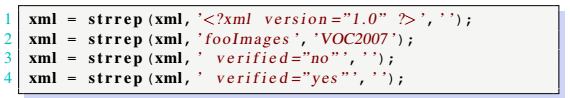 1 xml = strrep(xml,'<?xml version="1.0" ?>','');
2 xml = strrep(xml,'fooImages','VOC2007');
3 xml = strrep(xml,' verified="no"','');
4 xml = strrep(xml,' verified="yes"','');